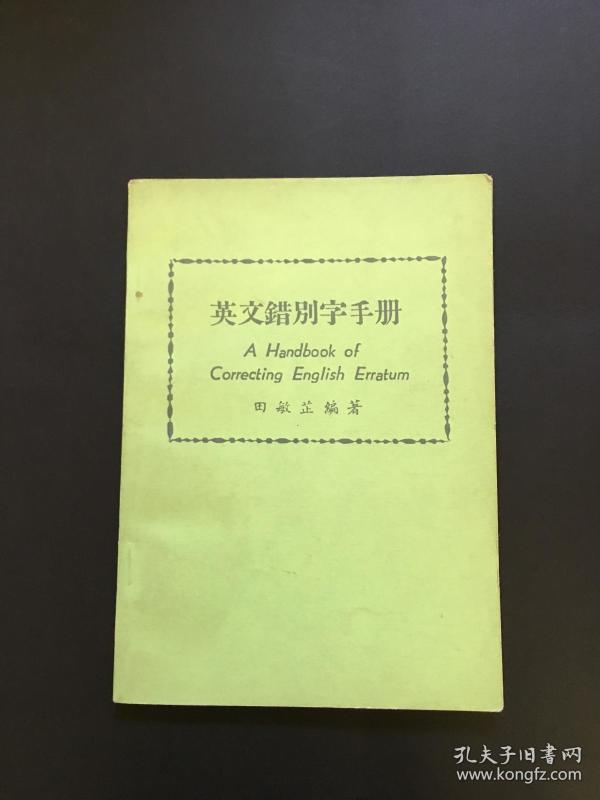 英文錯別字手册
A Handbook of
Correcting English Erratum
田敏芷編著
孔夫子旧書网
www.kongfz.com